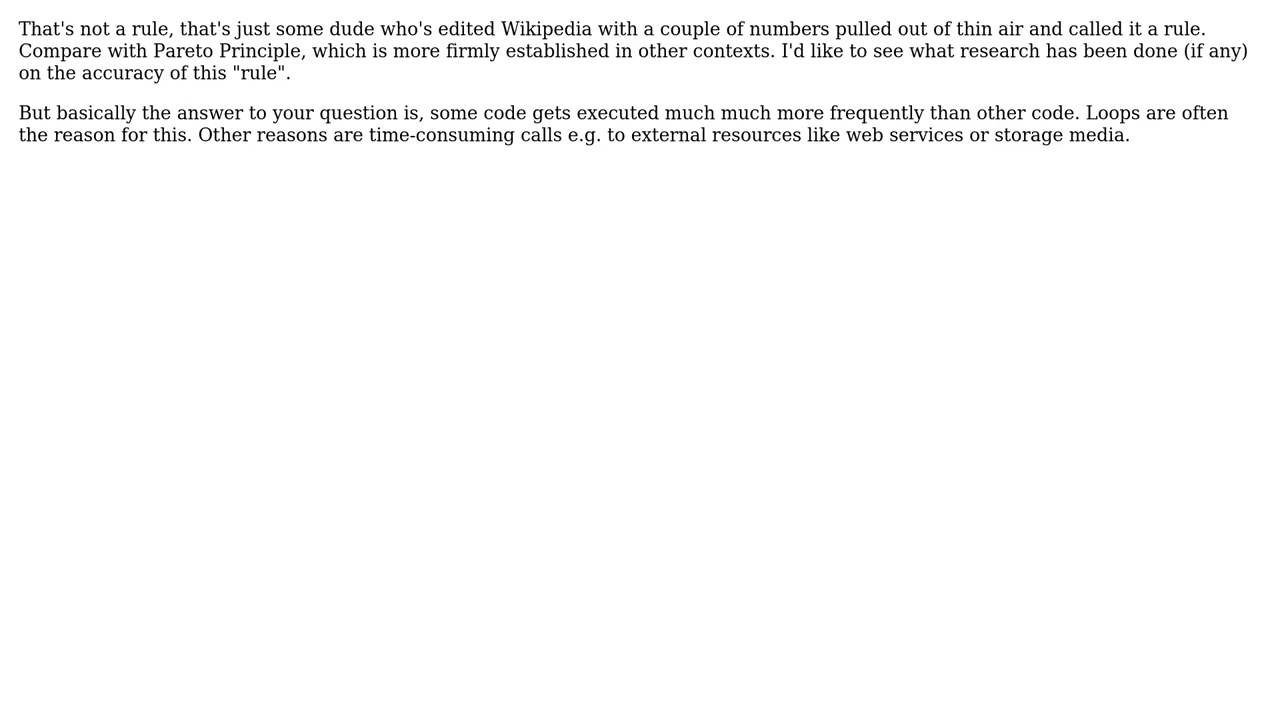 That's not a rule, that's just some dude who's edited Wikipedia with a couple of numbers pulled out of thin air and called it a rule.
Compare with Pareto Principle, which is more firmly established in other contexts. I'd like to see what research has been done (if any)
on the accuracy of this "rule".
But basically the answer to your question is, some code gets executed much much more frequently than other code. Loops are often
the reason for this. Other reasons are time-consuming calls e.g. to external resources like web services or storage media.